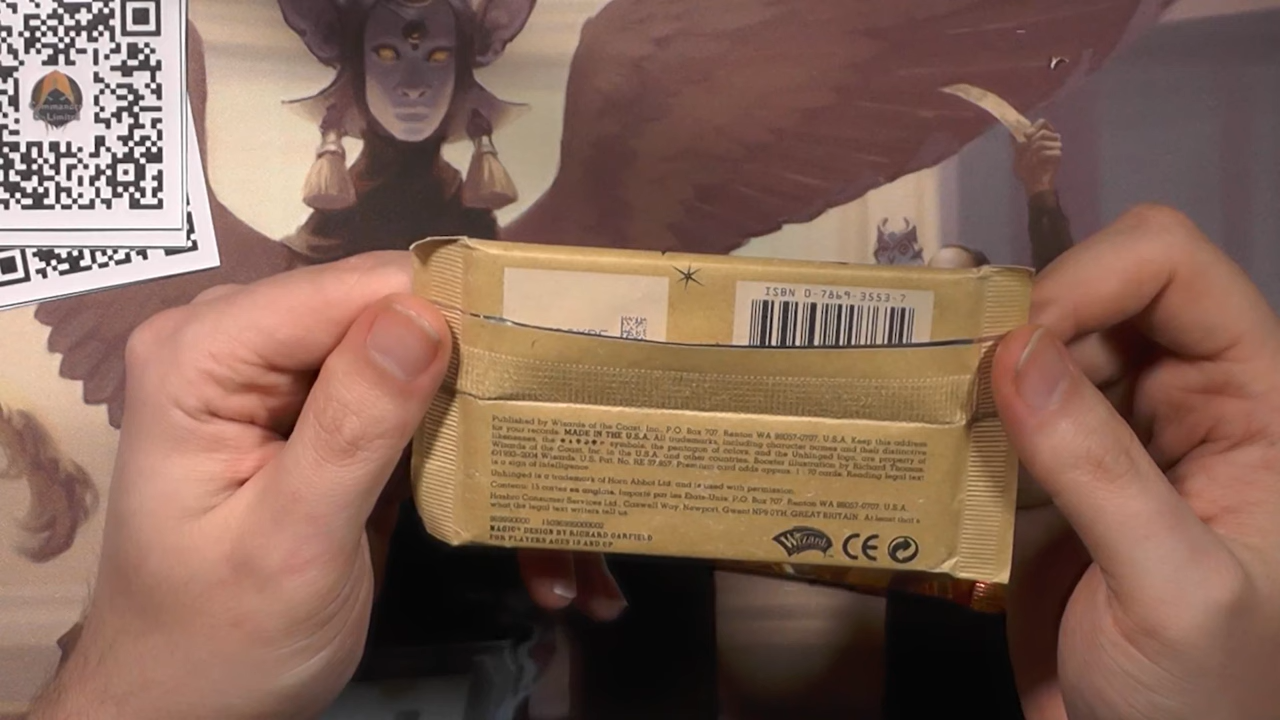 ISBN 0-7869-3553-7
Published by Wizards of the Coast, Inc., P.O. Box 707, Renton WA 98057-0707, U.S.A. Keep this address
for your records. MADE IN THE U.S.A. All trademarks, including character names and their distinctive
likenesses, the symbols, the pentagon of colors, and the Unhinged logo, are property of
Wizards of the Coast, Inc. in the U.S.A. and other countries. Booster illustration by Richard Thomas.
©1993-2004 Wizards. U.S. Pat. No. RE 37,957. Premium card odds approx. 1:70 cards. Reading legal text
is a sign of intelligence.
Unhinged is a trademark of Horn Abbot Ltd. and is used with permission.
Contents: 15 cartes en anglais. Importé par les États-Unis. P.O. Box 707, Renton WA 98057-0707, U.S.A.
Hasbro Consumer Services Ltd., Caswell Way, Newport, Gwent NP9 0YH, GREAT BRITAIN. At least that's
what the legal text writers tell us.
MAGIC® DESIGN BY RICHARD GARFIELD
FOR PLAYERS AGES 13 AND UP
Wizards
CE